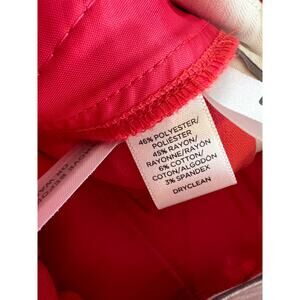 46% POLYESTER/
POLIÉSTER
45% RAYON/
RAYONNE/RAYÓN
6% COTTON/
COTON/ALGODÓN
3% SPANDEX
DRYCLEAN